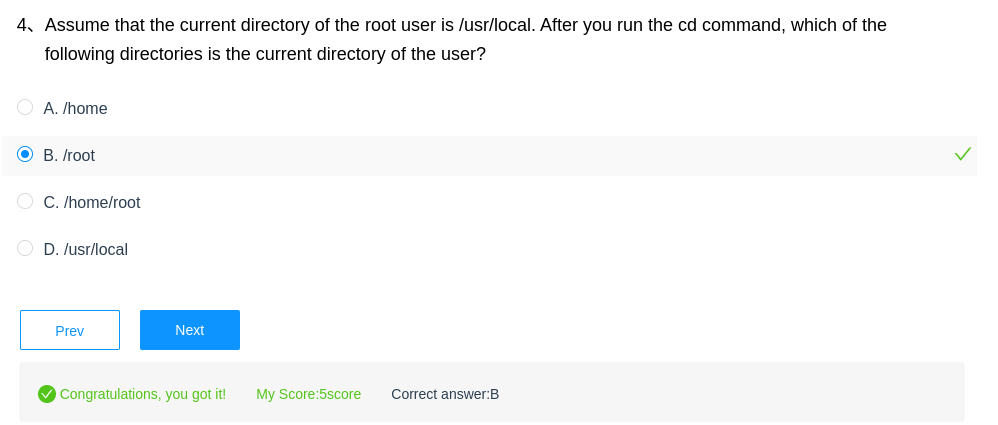 4、Assume that the current directory of the root user is /usr/local. After you run the cd command, which of the
following directories is the current directory of the user?
A. /home
B. /root
C. /home/root
D. /usr/local
Prev Next
Congratulations, you got it! My Score:5score Correct answer:B